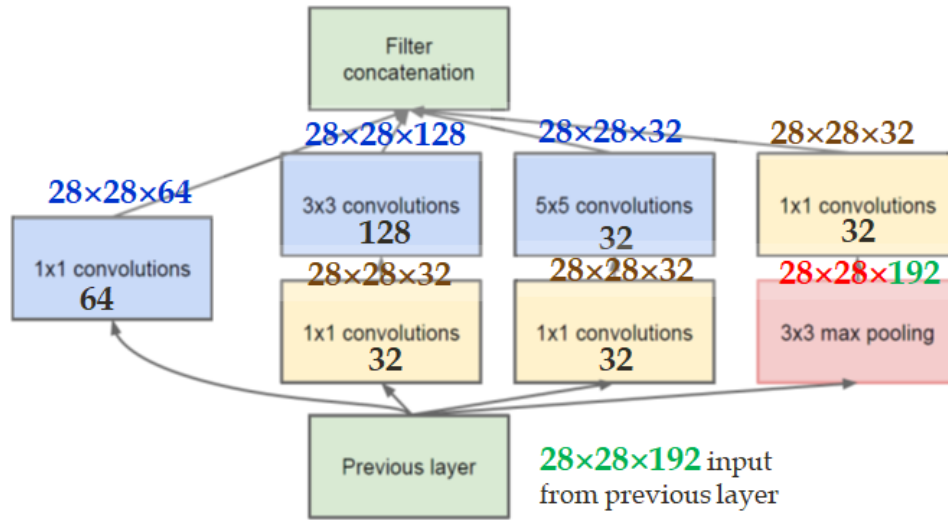 Filter
concatenation
28×28×128
28×28×32
28×28×32
28×28×64
3x3 convolutions
128
5x5 convolutions
32
1x1 convolutions
32
1x1 convolutions
64
28×28×32
28×28×32
28×28×192
1x1 convolutions
32
1x1 convolutions
32
3x3 max pooling
Previous layer
28×28×192 input
from previous layer